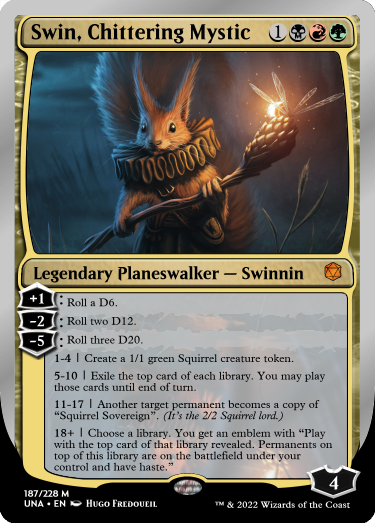 Swin, Chittering Mystic 1
Legendary Planeswalker — Swinnin
+1 : Roll a D6.
-2 : Roll two D12.
-5 : Roll three D20.
1-4 | Create a 1/1 green Squirrel creature token.
5-10 | Exile the top card of each library. You may play
those cards until end of turn.
11-17 | Another target permanent becomes a copy of
"Squirrel Sovereign". (It's the 2/2 Squirrel lord.)
18+ | Choose a library. You get an emblem with "Play
with the top card of that library revealed. Permanents on
top of this library are on the battlefield under your
control and have haste."
4
187/228 M
UNA • EN Hugo Fredoueil
™ & © 2022 Wizards of the Coast